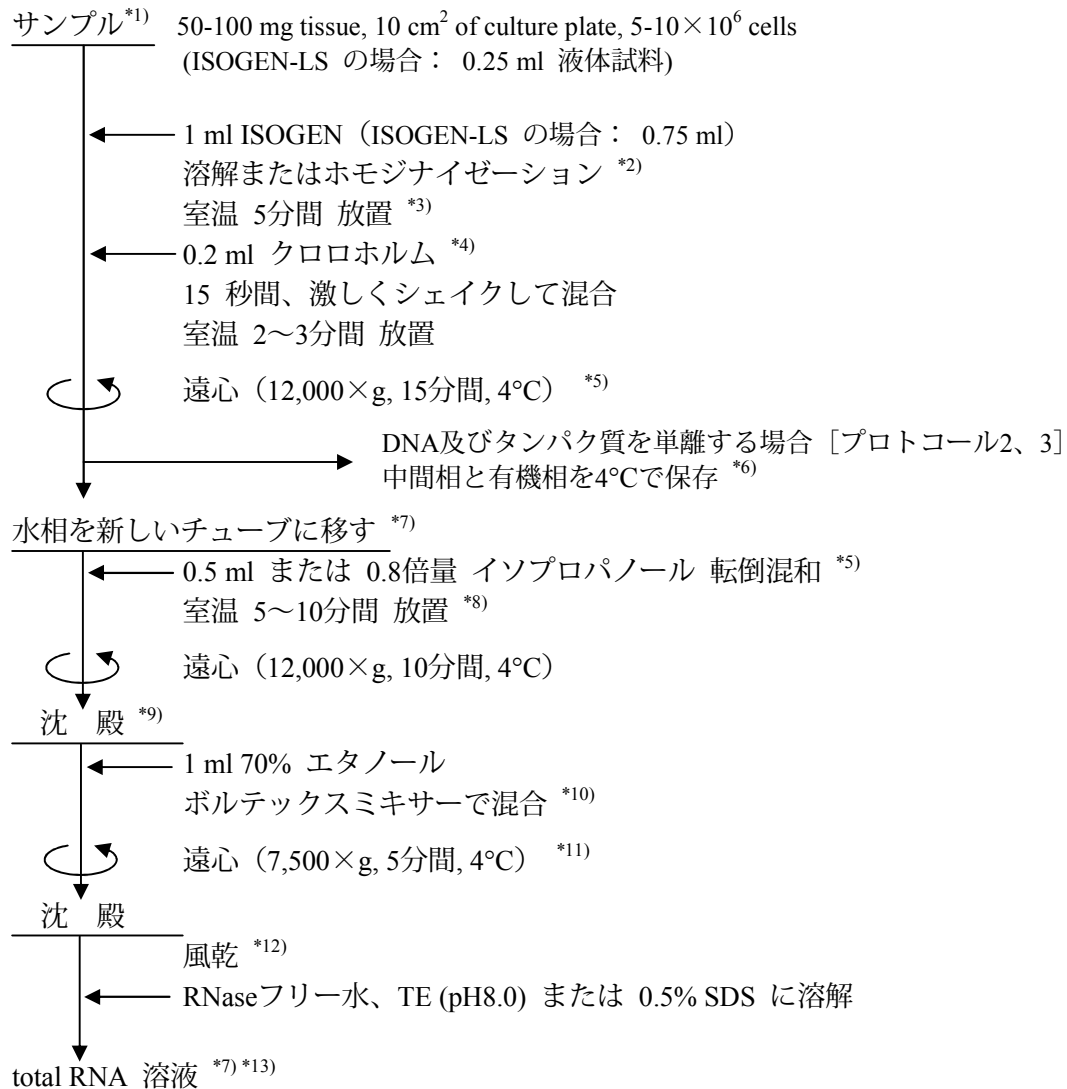 サンプル*1) 50-100 mg tissue, 10 cm2 of culture plate, 5-10×106 cells
(ISOGEN-LS の場合： 0.25 ml 液体試料)
1 ml ISOGEN（ISOGEN-LS の場合： 0.75 ml）
溶解またはホモジナイゼーション *2)
室温 5分間 放置 *3)
0.2 ml クロロホルム *4)
15 秒間、激しくシェイクして混合
室温 2～3分間 放置
遠心（12,000×g, 15分間, 4°C） *5)
DNA及びタンパク質を単離する場合［プロトコール2、3］
中間相と有機相を4°Cで保存 *6)
水相を新しいチューブに移す *7)
0.5 ml または 0.8倍量 イソプロパノール 転倒混和 *5)
室温 5～10分間 放置 *8)
遠心（12,000×g, 10分間, 4°C）
沈 殿 *9)
1 ml 70% エタノール
ボルテックスミキサーで混合 *10)
遠心（7,500×g, 5分間, 4°C） *11)
沈 殿
風乾 *12)
RNaseフリー水、TE (pH8.0) または 0.5% SDS に溶解
total RNA 溶液 *7) *13)